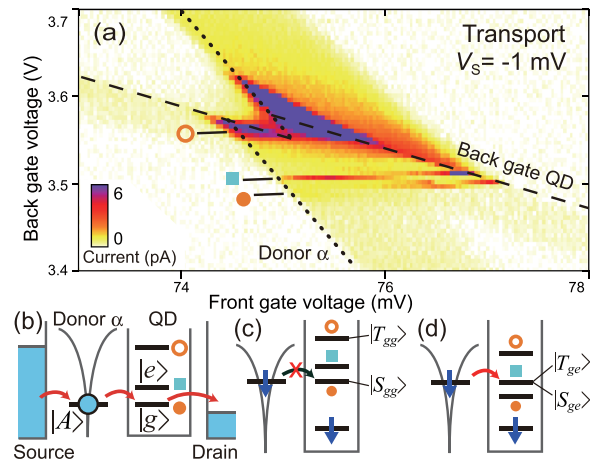 (a)
Transport
V_S= -1 mV
3.7
3.6
3.5
3.4
Back gate voltage (V)
Back gate QD
Donor α
6
0
Current (pA)
74
76
78
Front gate voltage (mV)
(b) Donor α QD (c) (d)
|T_gg⟩
|e⟩
|T_ge⟩
|A⟩ |g⟩
|S_gg⟩
|S_ge⟩
Source Drain